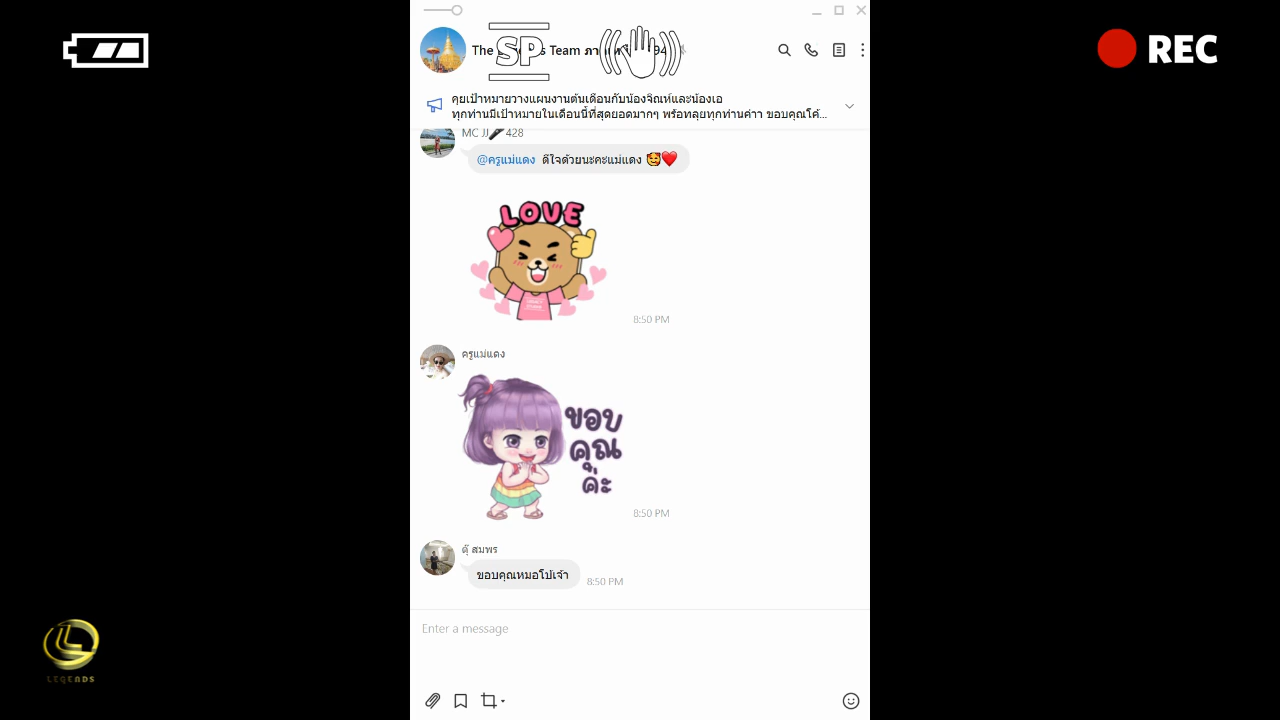 REC
SP
คุยเป้าหมายวางแผนงานต้นเดือนกับน้องจิณห์และน้องเอ
ทุกท่านมีเป้าหมายในเดือนนี้ที่สุดยอดมากๆ พร้อทลุยทุกท่านค่าา ขอบคุณโค้...
MC JJ🎤428
@ครูแม่แดง ดีใจด้วยนะคะแม่แดง 🥰❤️
LOVE
8:50 PM
ครูแม่แดง
ขอบ
คุณ
ค่ะ
8:50 PM
ตุ๊ สมพร
ขอบคุณหมอโบ้เจ้า
8:50 PM
Enter a message
LEGENDS